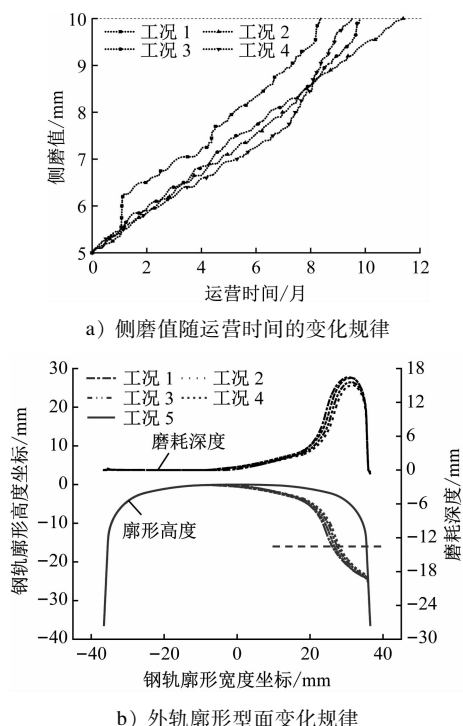 10
9
8
7
6
5
侧磨值/mm
工况 1 工况 2
工况 3 工况 4
0 2 4 6 8 10 12
运营时间/月
a）侧磨值随运营时间的变化规律
30
20
10
0
−10
−20
−30
−40
钢轨廓形高度坐标/mm
工况 1 工况 2
工况 3 工况 4
工况 5
磨耗深度
廓形高度
18
12
6
0
−6
−12
−18
−24
−30
磨耗深度/mm
−40 −20 0 20 40
钢轨廓形宽度坐标/mm
b）外轨廓形型面变化规律